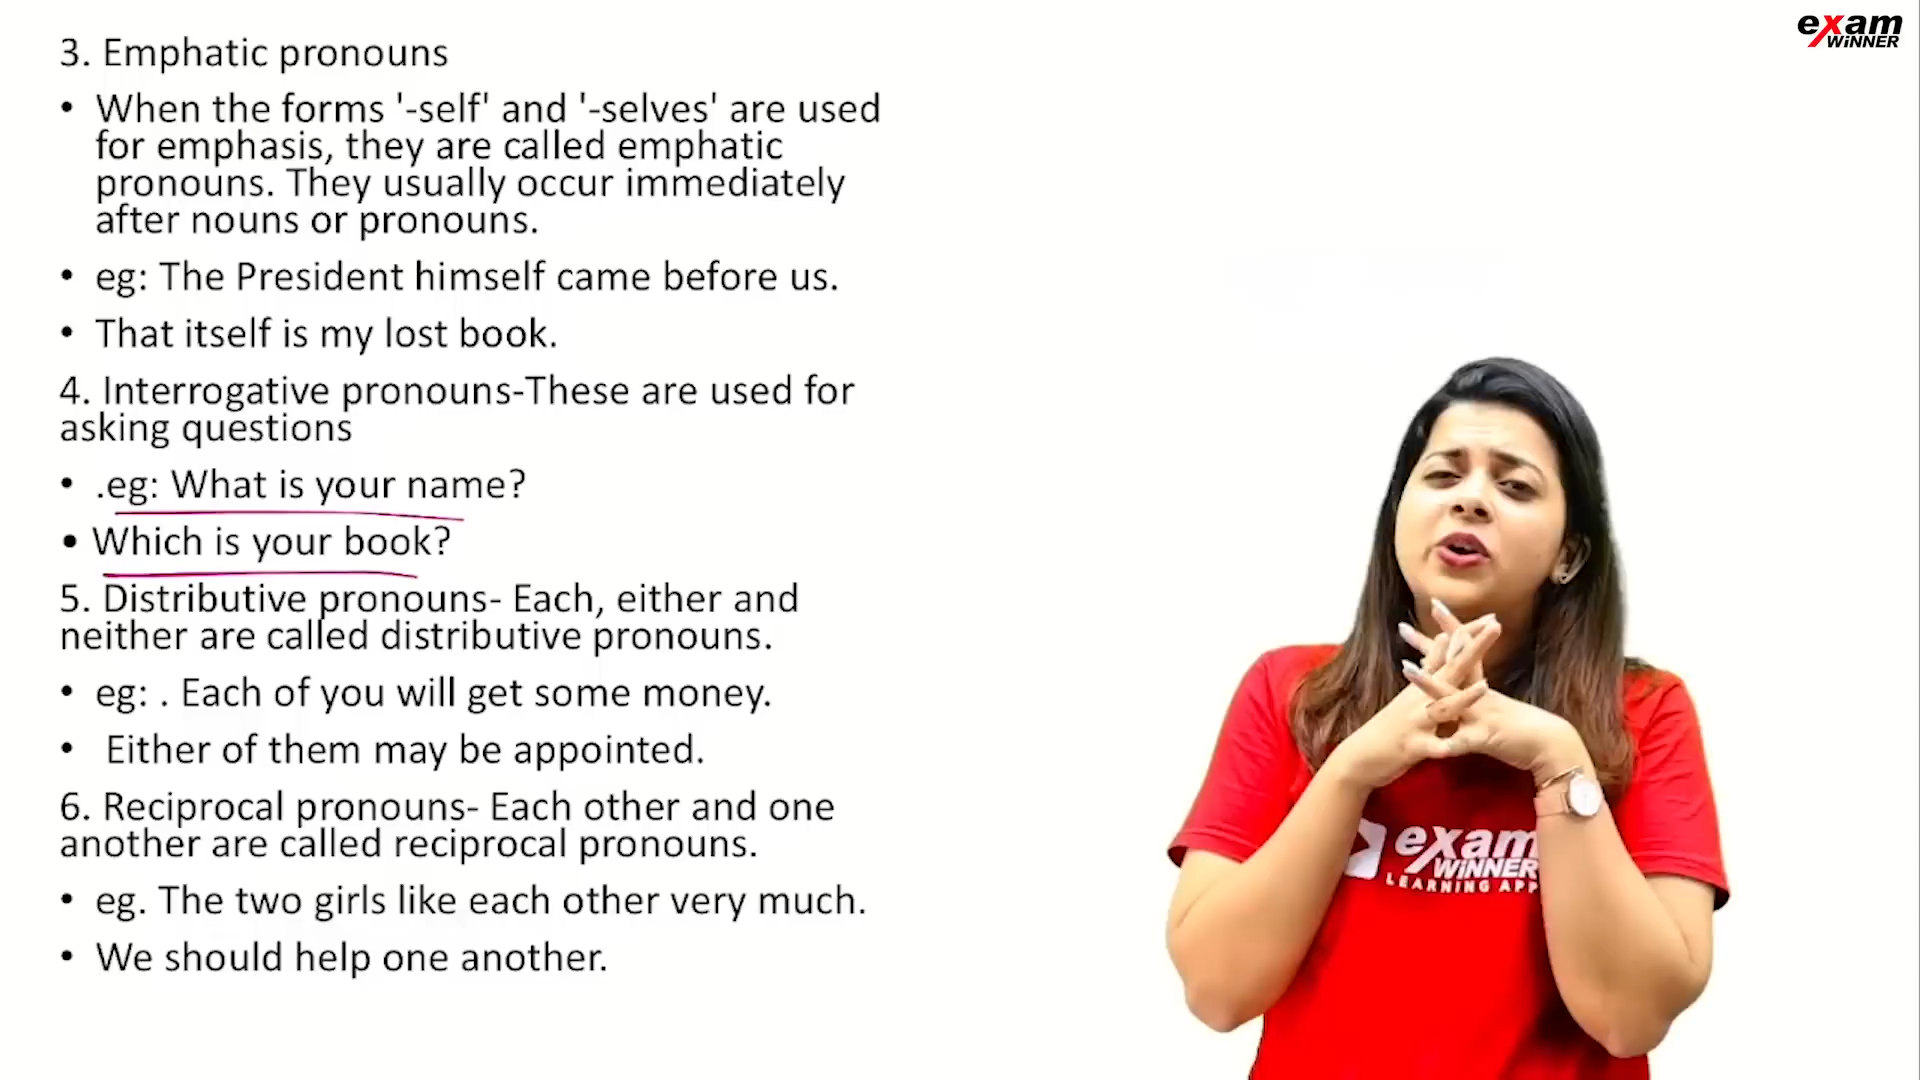 exam
WiNNER
3. Emphatic pronouns
• When the forms '-self' and '-selves' are used
for emphasis, they are called emphatic
pronouns. They usually occur immediately
after nouns or pronouns.
• eg: The President himself came before us.
• That itself is my lost book.
4. Interrogative pronouns-These are used for
asking questions
• .eg: What is your name?
• Which is your book?
5. Distributive pronouns- Each, either and
neither are called distributive pronouns.
• eg: . Each of you will get some money.
• Either of them may be appointed.
6. Reciprocal pronouns- Each other and one
another are called reciprocal pronouns.
• eg. The two girls like each other very much.
• We should help one another.
exam
WiNNER
LEARNING APP